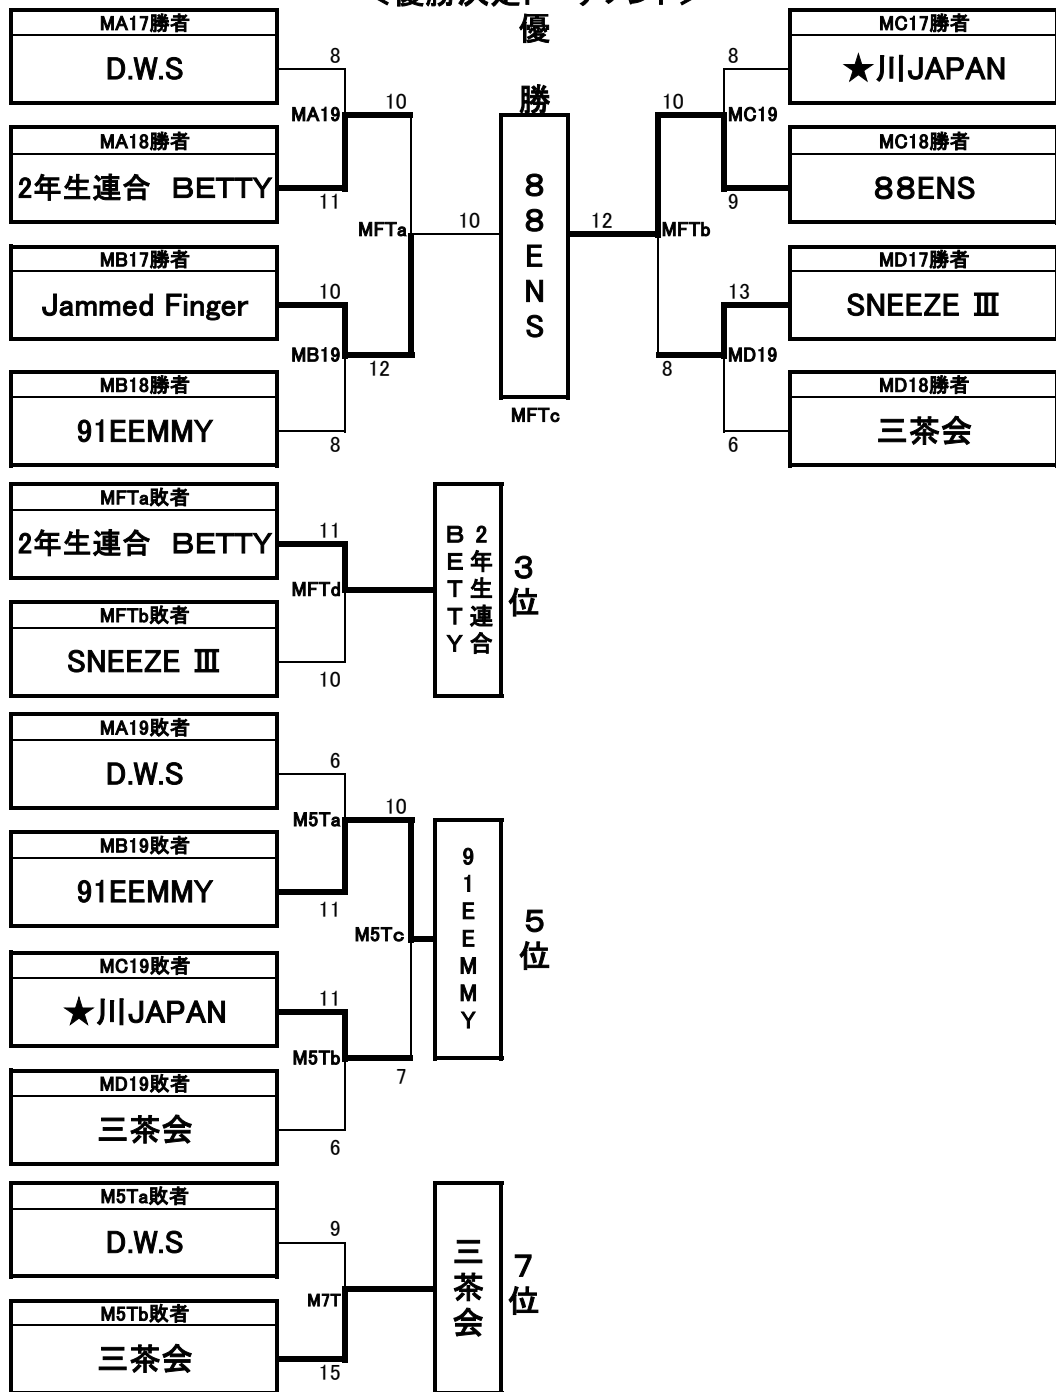 優
勝
MA17勝者
D.W.S
8
MA19
10
MA18勝者
2年生連合 BETTY
11
MFTa
10
MB17勝者
Jammed Finger
10
MB19
12
MB18勝者
91EEMMY
8
88ENS
MFTc
12
MFTb
10
8
MC19
MC17勝者
★川JAPAN
MC18勝者
88ENS
9
MD17勝者
SNEEZE Ⅲ
13
MD19
8
MD18勝者
三茶会
6
MFTa敗者
2年生連合 BETTY
11
MFTd
MFTb敗者
SNEEZE Ⅲ
10
2年生連合
BETTY
3位
MA19敗者
D.W.S
6
M5Ta
10
MB19敗者
91EEMMY
11
M5Tc
91EEMMY
5位
MC19敗者
★川JAPAN
11
M5Tb
7
MD19敗者
三茶会
6
M5Ta敗者
D.W.S
9
M7T
M5Tb敗者
三茶会
15
三茶会
7位